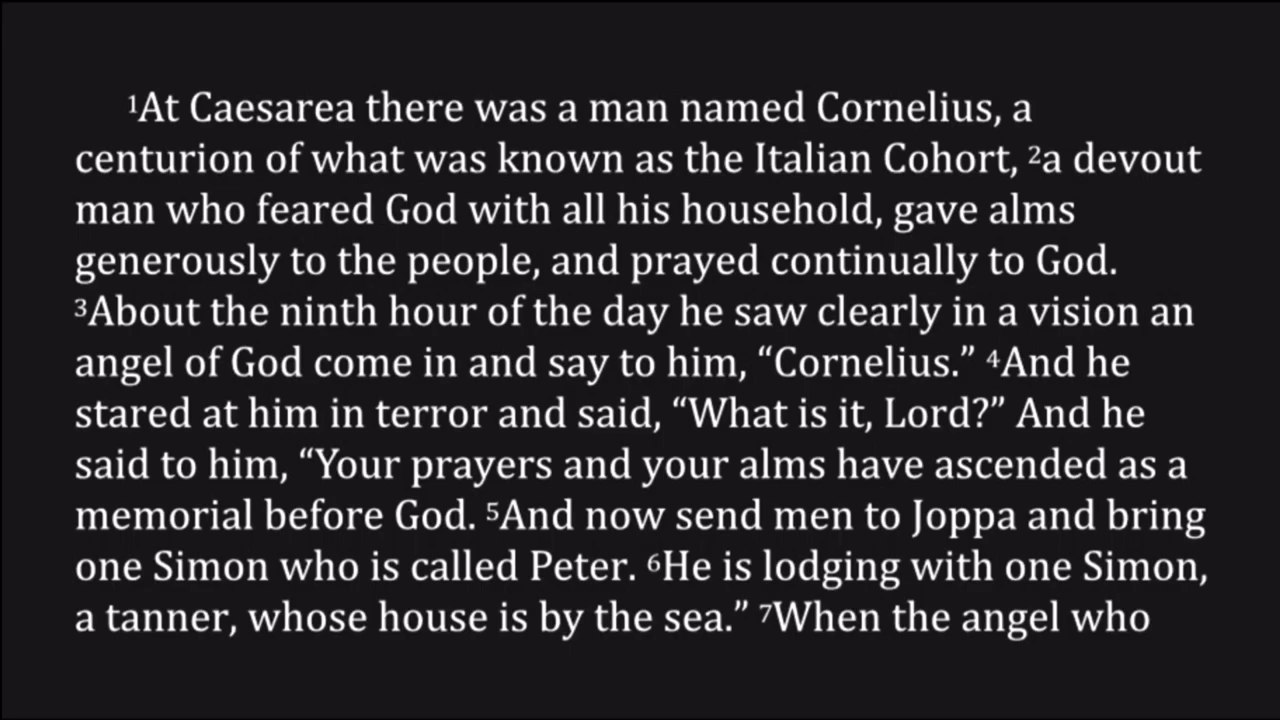 ¹At Caesarea there was a man named Cornelius, a
centurion of what was known as the Italian Cohort, ²a devout
man who feared God with all his household, gave alms
generously to the people, and prayed continually to God.
³About the ninth hour of the day he saw clearly in a vision an
angel of God come in and say to him, “Cornelius.” ⁴And he
stared at him in terror and said, “What is it, Lord?” And he
said to him, “Your prayers and your alms have ascended as a
memorial before God. ⁵And now send men to Joppa and bring
one Simon who is called Peter. ⁶He is lodging with one Simon,
a tanner, whose house is by the sea.” ⁷When the angel who